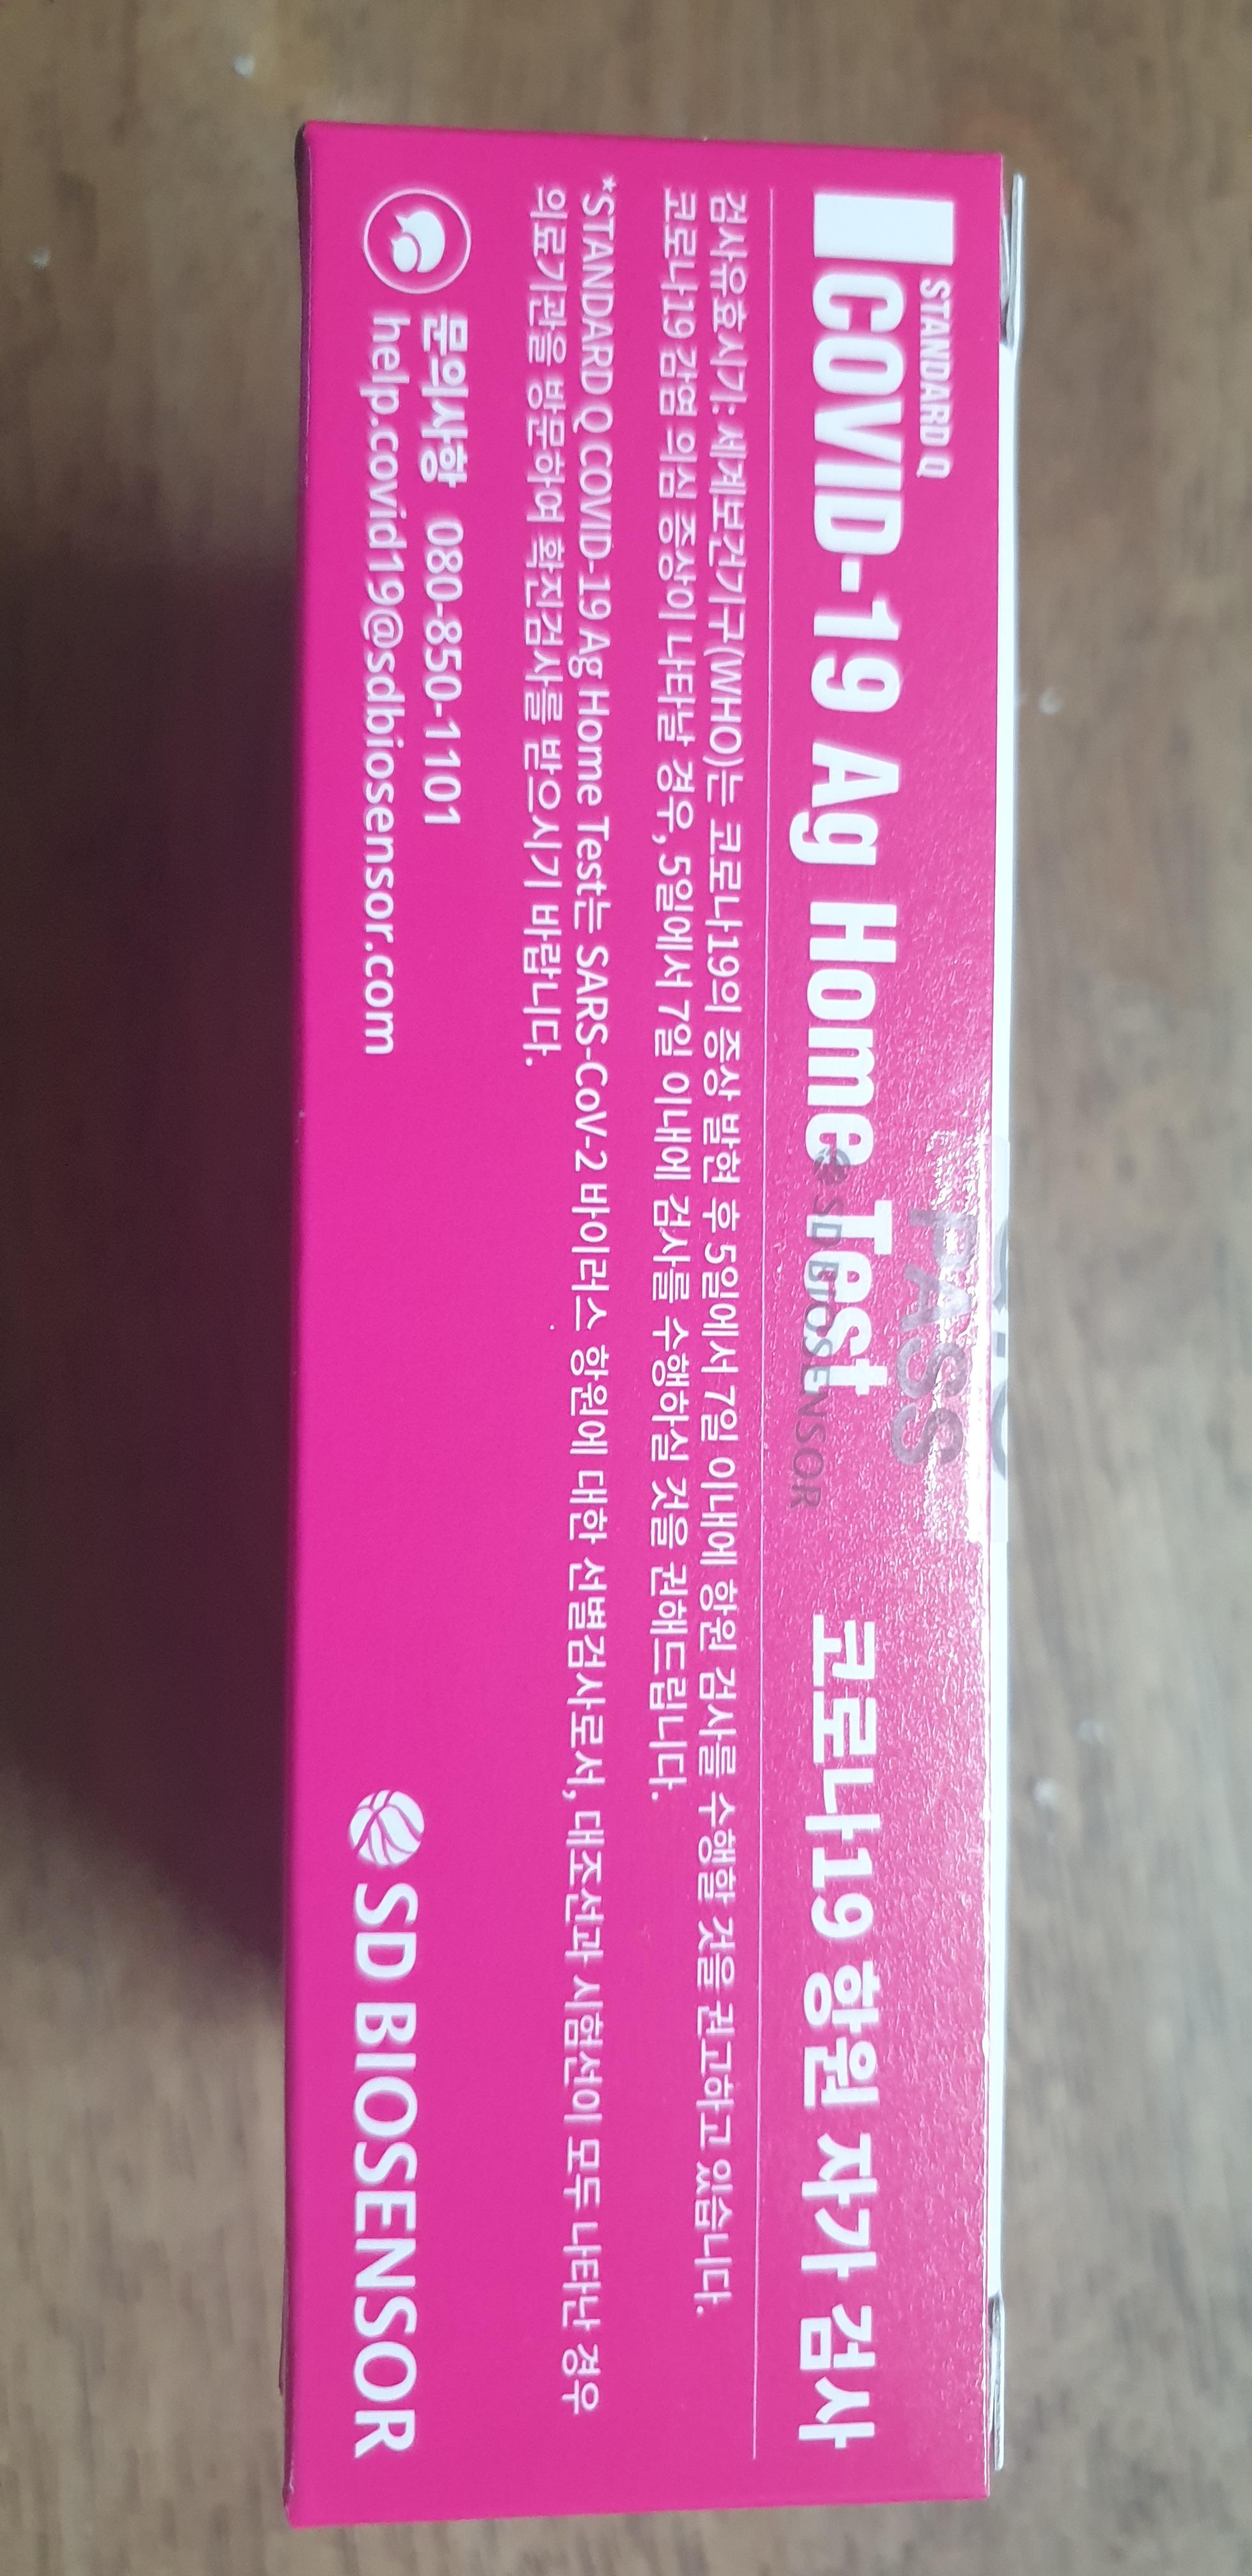 STANDARD Q
COVID-19 Ag Home Test 코로나19 항원 자가 검사
PASS
SD BIOSENSOR
검사유효시기: 세계보건기구(WHO)는 코로나19의 증상 발현 후 5일에서 7일 이내에 항원 검사를 수행할 것을 권고하고 있습니다.
코로나19 감염 의심 증상이 나타날 경우, 5일에서 7일 이내에 검사를 수행하실 것을 권해드립니다.
*STANDARD Q COVID-19 Ag Home Test는 SARS-CoV-2 바이러스 항원에 대한 선별검사로서, 대조선과 시험선이 모두 나타난 경우
의료기관을 방문하여 확진검사를 받으시기 바랍니다.
문의사항 080-850-1101
help.covid19@sdbiosensor.com
SD BIOSENSOR